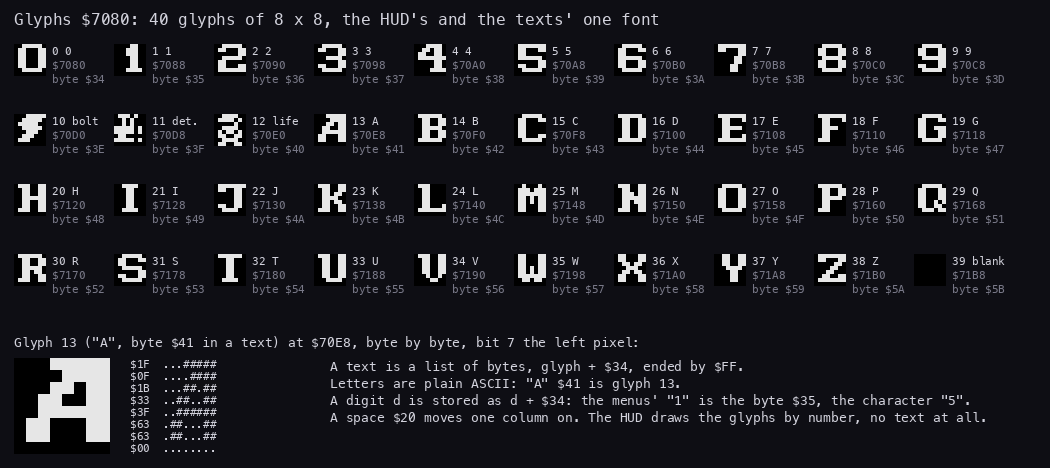 Glyphs $7080: 40 glyphs of 8 x 8, the HUD's and the texts' one font
0 0 1 1 2 2 3 3 4 4 5 5 6 6 7 7 8 8 9 9
$7080 $7088 $7090 $7098 $70A0 $70A8 $70B0 $70B8 $70C0 $70C8
byte $34 byte $35 byte $36 byte $37 byte $38 byte $39 byte $3A byte $3B byte $3C byte $3D
10 bolt 11 det. 12 life 13 A 14 B 15 C 16 D 17 E 18 F 19 G
$70D0 $70D8 $70E0 $70E8 $70F0 $70F8 $7100 $7108 $7110 $7118
byte $3E byte $3F byte $40 byte $41 byte $42 byte $43 byte $44 byte $45 byte $46 byte $47
20 H 21 I 22 J 23 K 24 L 25 M 26 N 27 O 28 P 29 Q
$7120 $7128 $7130 $7138 $7140 $7148 $7150 $7158 $7160 $7168
byte $48 byte $49 byte $4A byte $4B byte $4C byte $4D byte $4E byte $4F byte $50 byte $51
30 R 31 S 32 T 33 U 34 V 35 W 36 X 37 Y 38 Z 39 blank
$7170 $7178 $7180 $7188 $7190 $7198 $71A0 $71A8 $71B0 $71B8
byte $52 byte $53 byte $54 byte $55 byte $56 byte $57 byte $58 byte $59 byte $5A byte $5B
Glyph 13 ("A", byte $41 in a text) at $70E8, byte by byte, bit 7 the left pixel:
$1F ...#####
$0F ....####
$1B ...##.##
$33 ..##..##
$3F ..######
$63 .##...##
$63 .##...##
$00 ........
A text is a list of bytes, glyph + $34, ended by $FF.
Letters are plain ASCII: "A" $41 is glyph 13.
A digit d is stored as d + $34: the menus' "1" is the byte $35, the character "5".
A space $20 moves one column on. The HUD draws the glyphs by number, no text at all.